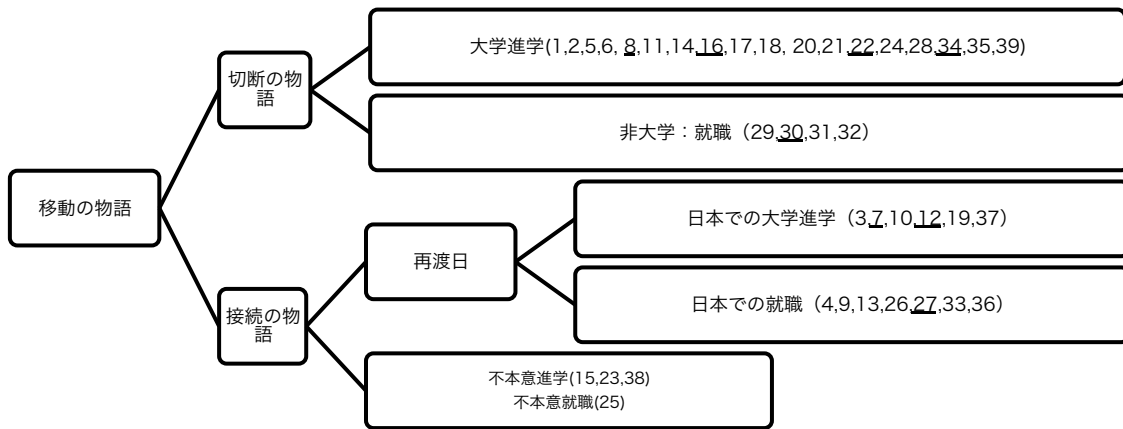 大学進学(1,2,5,6, 8,11,14,16,17,18, 20,21,22,24,28,34,35,39)
切断の物
語
非大学：就職（29,30,31,32）
移動の物語
日本での大学進学（3,7,10,12,19,37）
再渡日
日本での就職（4,9,13,26,27,33,36）
接続の物
語
不本意進学(15,23,38)
不本意就職(25)